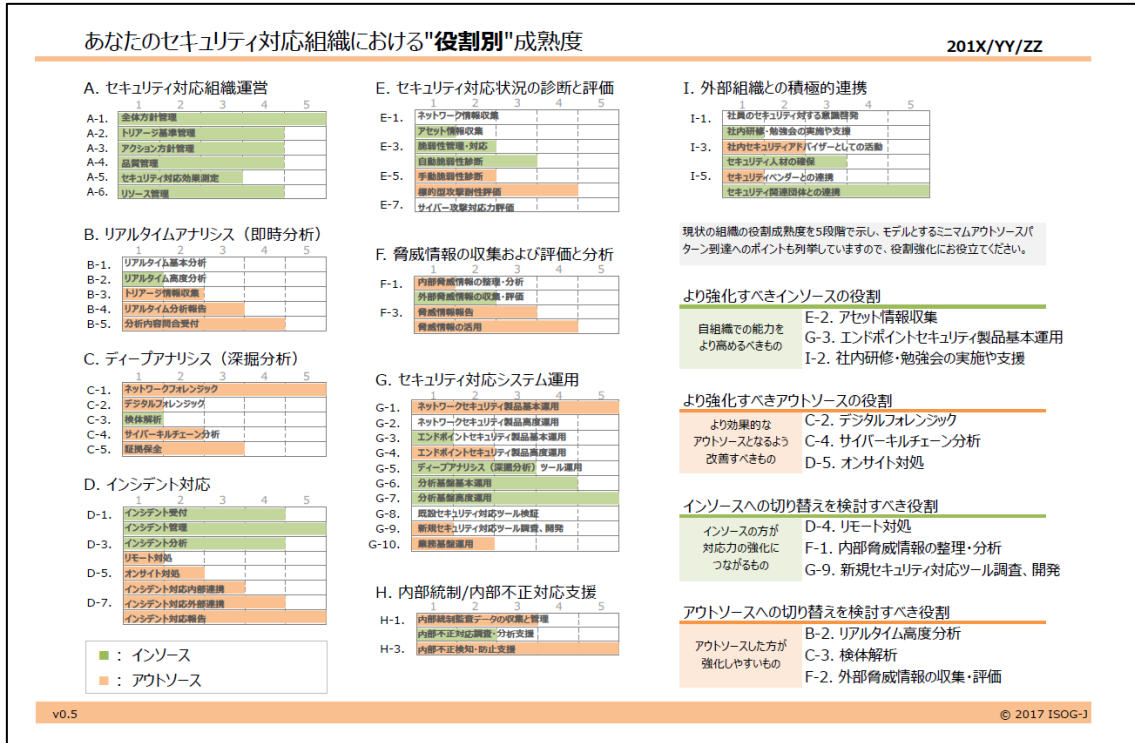 あなたのセキュリティ対応組織における"役割別"成熟度
201X/YY/ZZ
A. セキュリティ対応組織運営
1 2 3 4 5
A-1. 全体方針管理
A-2. トリアージ基準管理
A-3. アクション方針管理
A-4. 品質管理
A-5. セキュリティ対応効果測定
A-6. リソース管理
B. リアルタイムアナリシス（即時分析）
1 2 3 4 5
B-1. リアルタイム基本分析
B-2. リアルタイム高度分析
B-3. トリアージ情報収集
B-4. リアルタイム分析報告
B-5. 分析内容問合受付
C. ディープアナリシス（深掘分析）
1 2 3 4 5
C-1. ネットワークフォレンジック
C-2. デジタルフォレンジック
C-3. 検体解析
C-4. サイバーキルチェーン分析
C-5. 証拠保全
D. インシデント対応
1 2 3 4 5
D-1. インシデント受付
インシデント管理
D-3. インシデント分析
リモート対処
D-5. オンサイト対処
インシデント対応内部連携
D-7. インシデント対応外部連携
インシデント対応報告
■ ： インソース
■ ： アウトソース
E. セキュリティ対応状況の診断と評価
1 2 3 4 5
E-1. ネットワーク情報収集
アセット情報収集
E-3. 脆弱性管理・対応
自動脆弱性診断
E-5. 手動脆弱性診断
標的型攻撃耐性評価
E-7. サイバー攻撃対応力評価
F. 脅威情報の収集および評価と分析
1 2 3 4 5
F-1. 内部脅威情報の整理・分析
外部脅威情報の収集・評価
F-3. 脅威情報報告
脅威情報の活用
G. セキュリティ対応システム運用
1 2 3 4 5
G-1. ネットワークセキュリティ製品基本運用
G-2. ネットワークセキュリティ製品高度運用
G-3. エンドポイントセキュリティ製品基本運用
G-4. エンドポイントセキュリティ製品高度運用
G-5. ディープアナリシス（深掘分析）ツール運用
G-6. 分析基盤基本運用
G-7. 分析基盤高度運用
G-8. 既設セキュリティ対応ツール検証
G-9. 新規セキュリティ対応ツール調査、開発
G-10. 業務基盤運用
H. 内部統制/内部不正対応支援
1 2 3 4 5
H-1. 内部統制監査データの収集と管理
内部不正対応調査・分析支援
H-3. 内部不正検知・防止支援
I. 外部組織との積極的連携
1 2 3 4 5
I-1. 社員のセキュリティ対する意識啓発
社内研修・勉強会の実施や支援
I-3. 社内セキュリティアドバイザーとしての活動
セキュリティ人材の確保
I-5. セキュリティベンダーとの連携
セキュリティ関連団体との連携
現状の組織の役割成熟度を5段階で示し、モデルとするミニマムアウトソースパ
ターン到達へのポイントも列挙していますので、役割強化にお役立てください。
より強化すべきインソースの役割
自組織での能力を
より高めるべきもの
E-2. アセット情報収集
G-3. エンドポイントセキュリティ製品基本運用
I-2. 社内研修・勉強会の実施や支援
より強化すべきアウトソースの役割
より効果的な
アウトソースとなるよう
改善すべきもの
C-2. デジタルフォレンジック
C-4. サイバーキルチェーン分析
D-5. オンサイト対処
インソースへの切り替えを検討すべき役割
インソースの方が
対応力の強化に
つながるもの
D-4. リモート対処
F-1. 内部脅威情報の整理・分析
G-9. 新規セキュリティ対応ツール調査、開発
アウトソースへの切り替えを検討すべき役割
アウトソースした方が
強化しやすいもの
B-2. リアルタイム高度分析
C-3. 検体解析
F-2. 外部脅威情報の収集・評価
v0.5
© 2017 ISOG-J